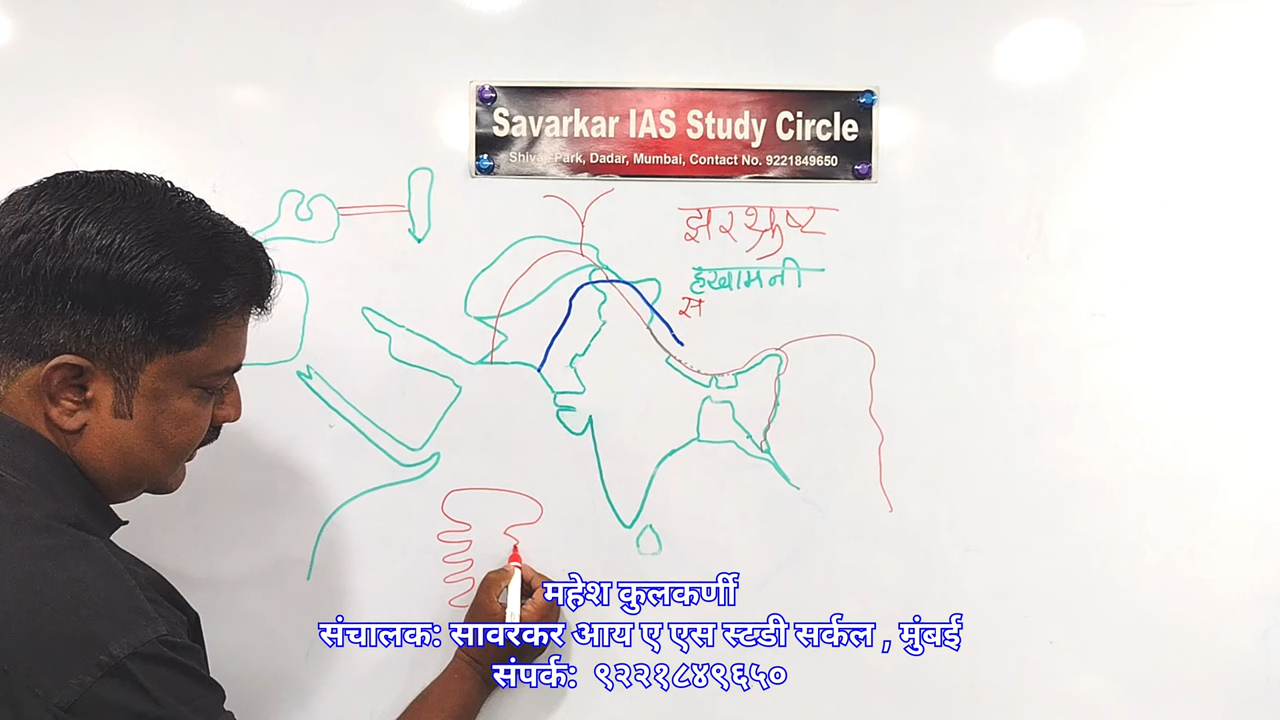 Savarkar IAS Study Circle
Shivaji Park, Dadar, Mumbai, Contact No. 9221849650
झरथ्रुष्ट
हखामनी
स
महेश कुलकर्णी
संचालक: सावरकर आय ए एस स्टडी सर्कल , मुंबई
संपर्क: ९२२१८४९६५०